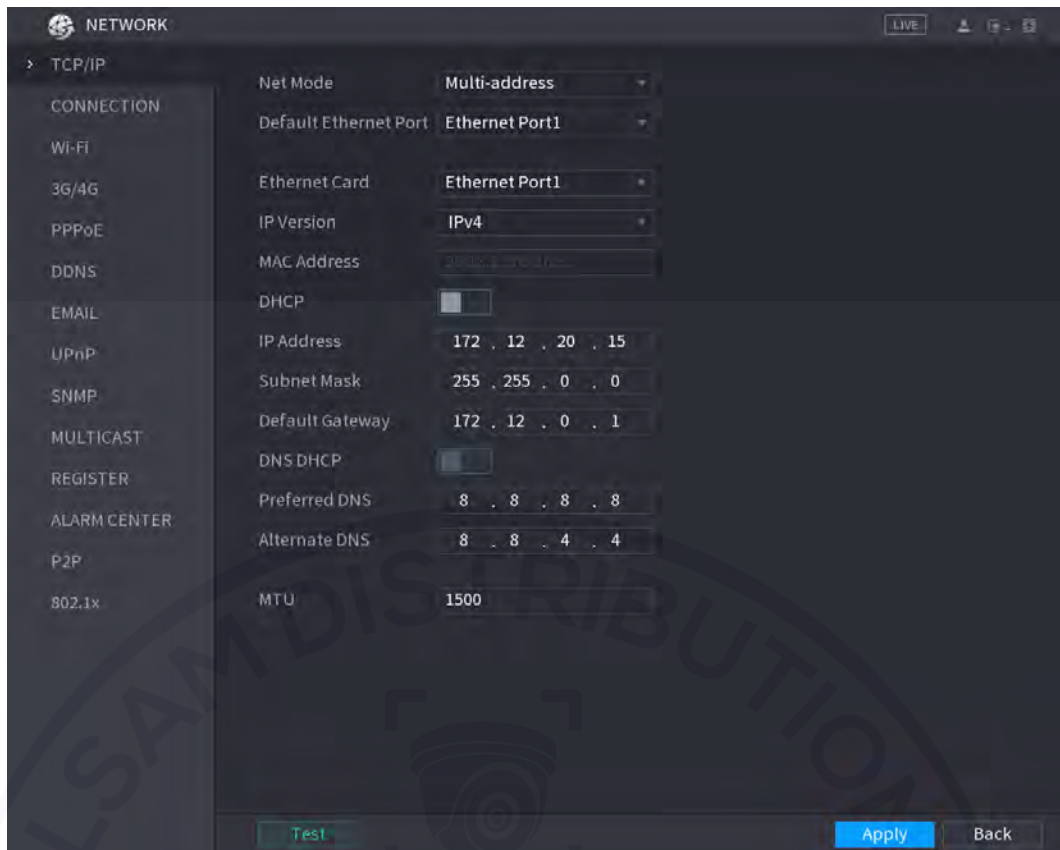 NETWORK
LIVE
TCP/IP
CONNECTION
Wi-Fi
3G/4G
PPPoE
DDNS
EMAIL
UPnP
SNMP
MULTICAST
REGISTER
ALARM CENTER
P2P
802.1x
Net Mode Multi-address
Default Ethernet Port Ethernet Port1
Ethernet Card Ethernet Port1
IP Version IPv4
MAC Address
DHCP
IP Address 172 . 12 . 20 . 15
Subnet Mask 255 . 255 . 0 . 0
Default Gateway 172 . 12 . 0 . 1
DNS DHCP
Preferred DNS 8 . 8 . 8 . 8
Alternate DNS 8 . 8 . 4 . 4
MTU 1500
Test
Apply
Back
LSAM DISTRIBUTION